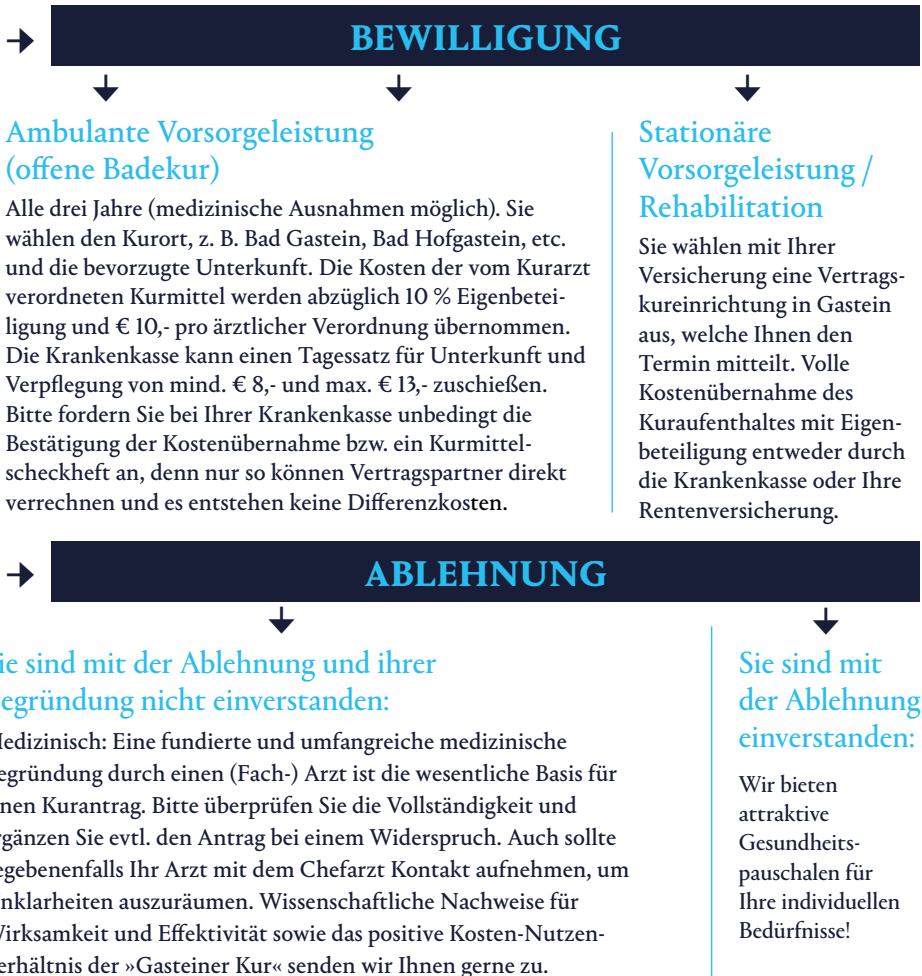 BEWILLIGUNG
Ambulante Vorsorgeleistung
(offene Badekur)
Alle drei Jahre (medizinische Ausnahmen möglich). Sie
wählen den Kurort, z. B. Bad Gastein, Bad Hofgastein, etc.
und die bevorzugte Unterkunft. Die Kosten der vom Kurarzt
verordneten Kurmittel werden abzüglich 10 % Eigenbetei-
ligung und € 10,- pro ärztlicher Verordnung übernommen.
Die Krankenkasse kann einen Tagessatz für Unterkunft und
Verpflegung von mind. € 8,- und max. € 13,- zuschießen.
Bitte fordern Sie bei Ihrer Krankenkasse unbedingt die
Bestätigung der Kostenübernahme bzw. ein Kurmittel-
scheckheft an, denn nur so können Vertragspartner direkt
verrechnen und es entstehen keine Differenzkosten.
Stationäre
Vorsorgeleistung /
Rehabilitation
Sie wählen mit Ihrer
Versicherung eine Vertrags-
kureinrichtung in Gastein
aus, welche Ihnen den
Termin mitteilt. Volle
Kostenübernahme des
Kuraufenthaltes mit Eigen-
beteiligung entweder durch
die Krankenkasse oder Ihre
Rentenversicherung.
ABLEHNUNG
ie sind mit der Ablehnung und ihrer
egründung nicht einverstanden:
edizinisch: Eine fundierte und umfangreiche medizinische
egründung durch einen (Fach-) Arzt ist die wesentliche Basis für
nen Kurantrag. Bitte überprüfen Sie die Vollständigkeit und
gänzen Sie evtl. den Antrag bei einem Widerspruch. Auch sollte
egebenenfalls Ihr Arzt mit dem Chefarzt Kontakt aufnehmen, um
nklarheiten auszuräumen. Wissenschaftliche Nachweise für
irksamkeit und Effektivität sowie das positive Kosten-Nutzen-
erhältnis der »Gasteiner Kur« senden wir Ihnen gerne zu.
Sie sind mit
der Ablehnung
einverstanden:
Wir bieten
attraktive
Gesundheits-
pauschalen für
Ihre individuellen
Bedürfnisse!